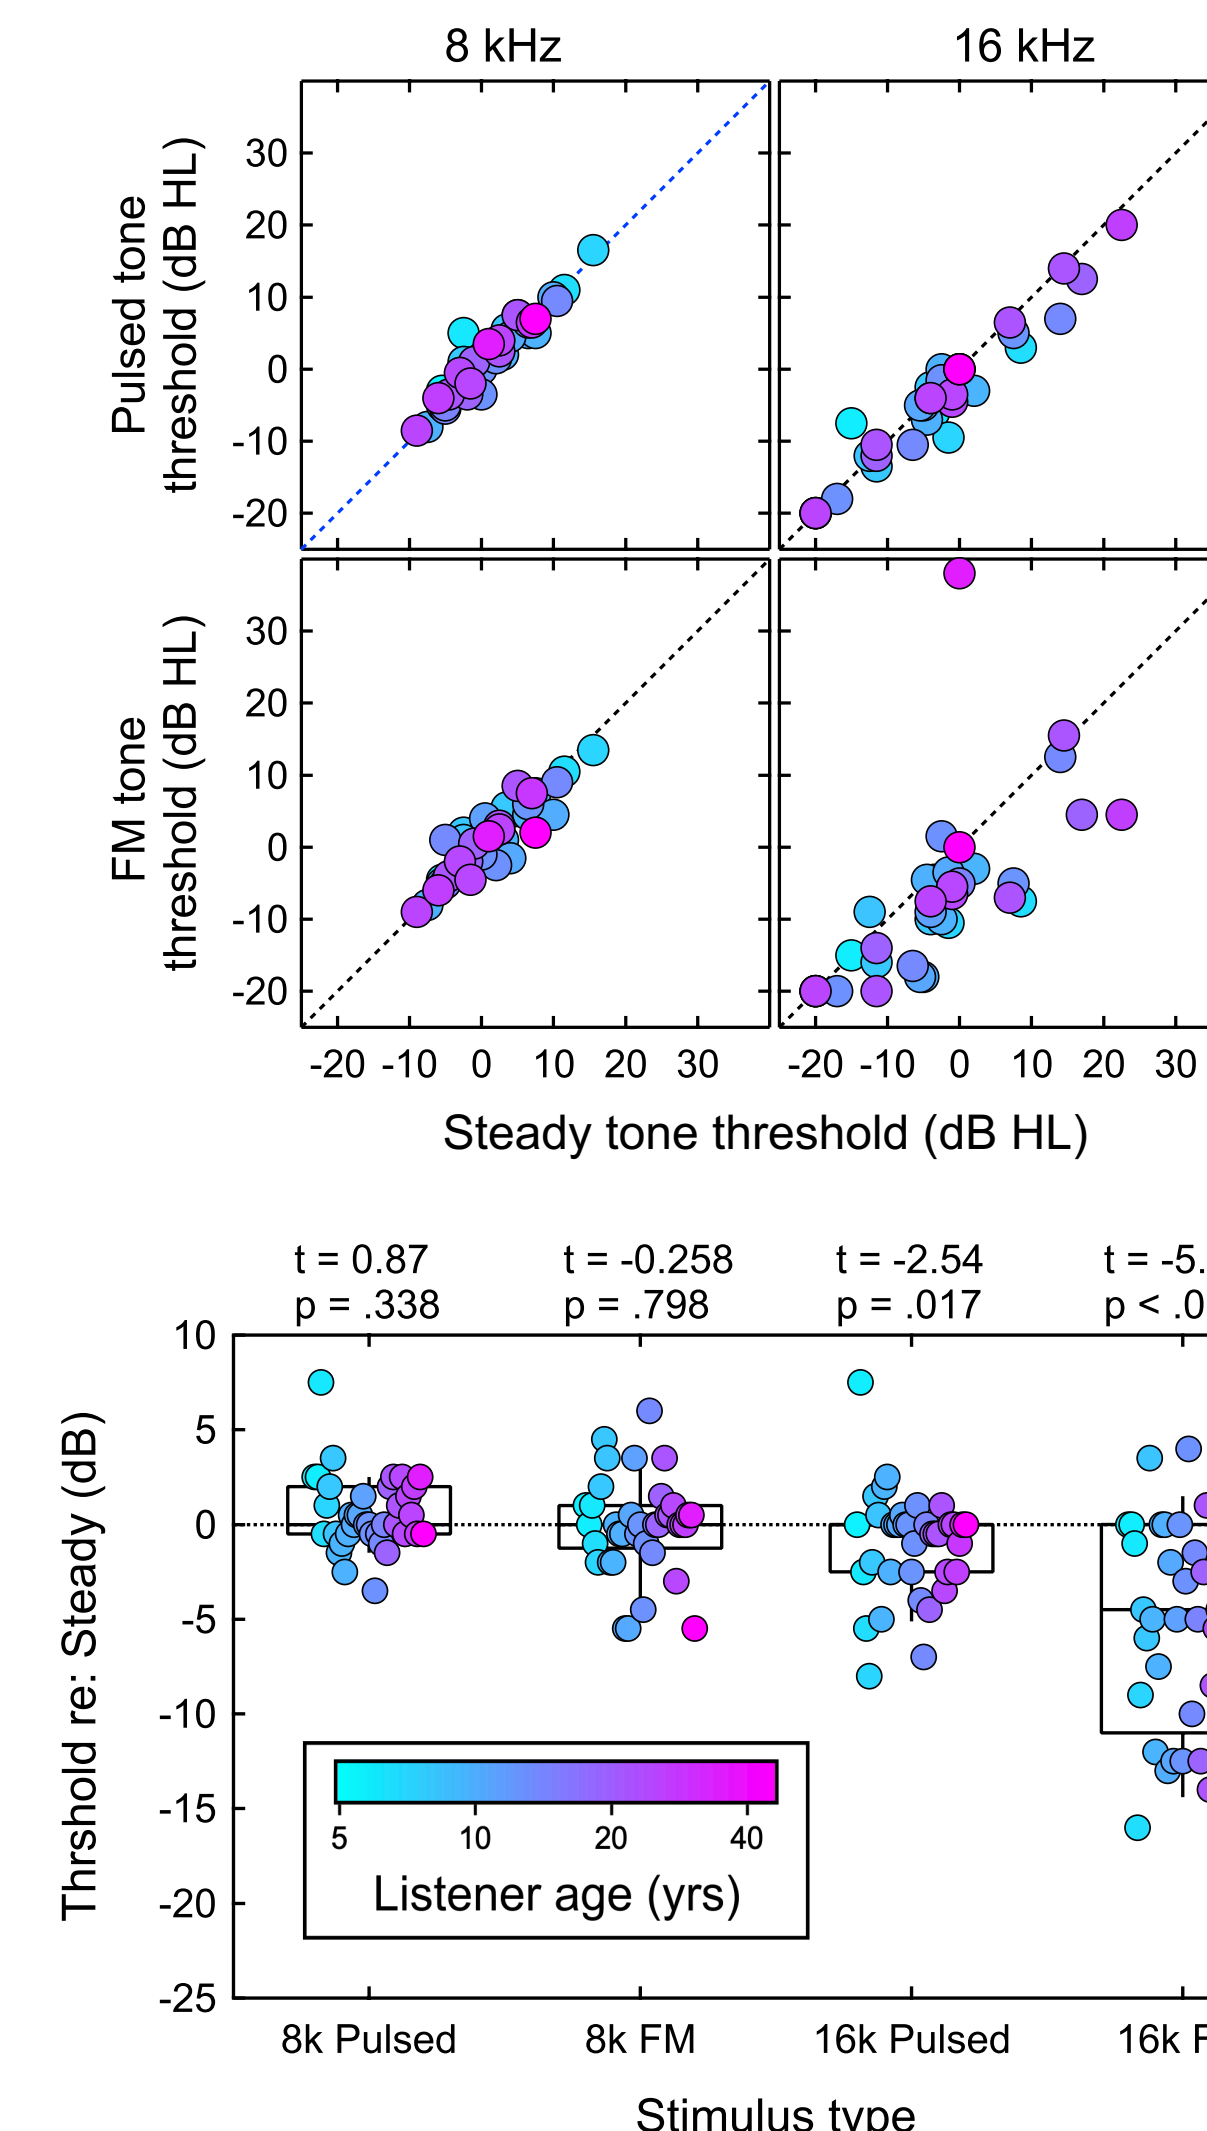 8 kHz
16 kHz
Pulsed tone
threshold (dB HL)
30
20
10
0
-10
-20
FM tone
threshold (dB HL)
30
20
10
0
-10
-20
-20 -10 0 10 20 30
-20 -10 0 10 20 30
Steady tone threshold (dB HL)
t = 0.87
p = .338
t = -0.258
p = .798
t = -2.54
p = .017
t = -5.
p < .0
Thrshold re: Steady (dB)
10
5
0
-5
-10
-15
-20
-25
5 10 20 40
Listener age (yrs)
8k Pulsed
8k FM
16k Pulsed
16k F
Stimulus type